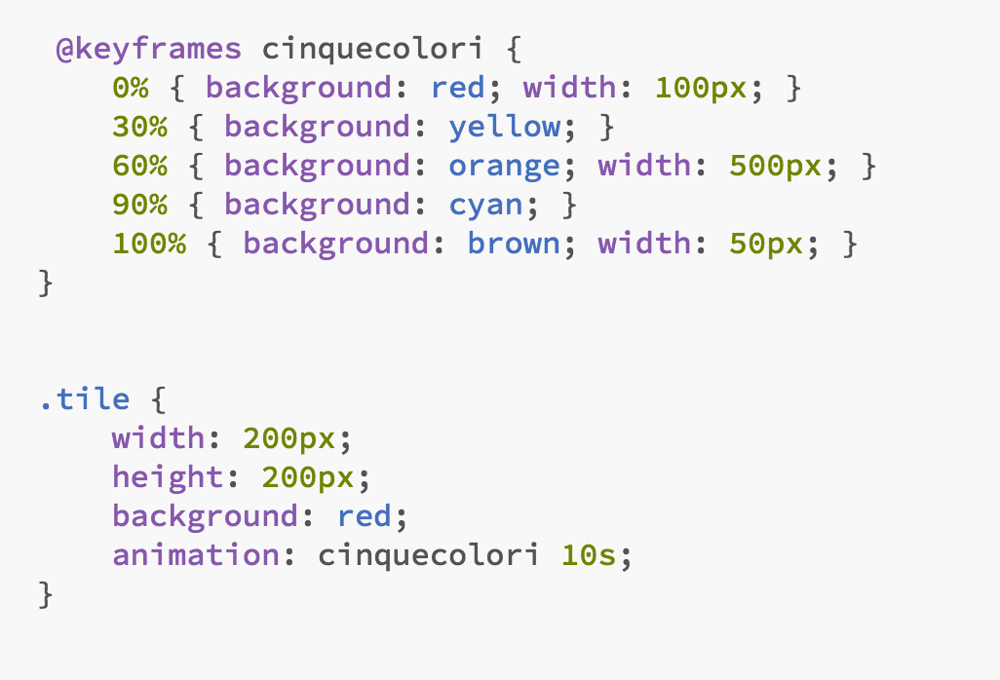 @keyframes cinquecolori {
0% { background: red; width: 100px; }
30% { background: yellow; }
60% { background: orange; width: 500px; }
90% { background: cyan; }
100% { background: brown; width: 50px; }
}
.tile {
width: 200px;
height: 200px;
background: red;
animation: cinquecolori 10s;
}